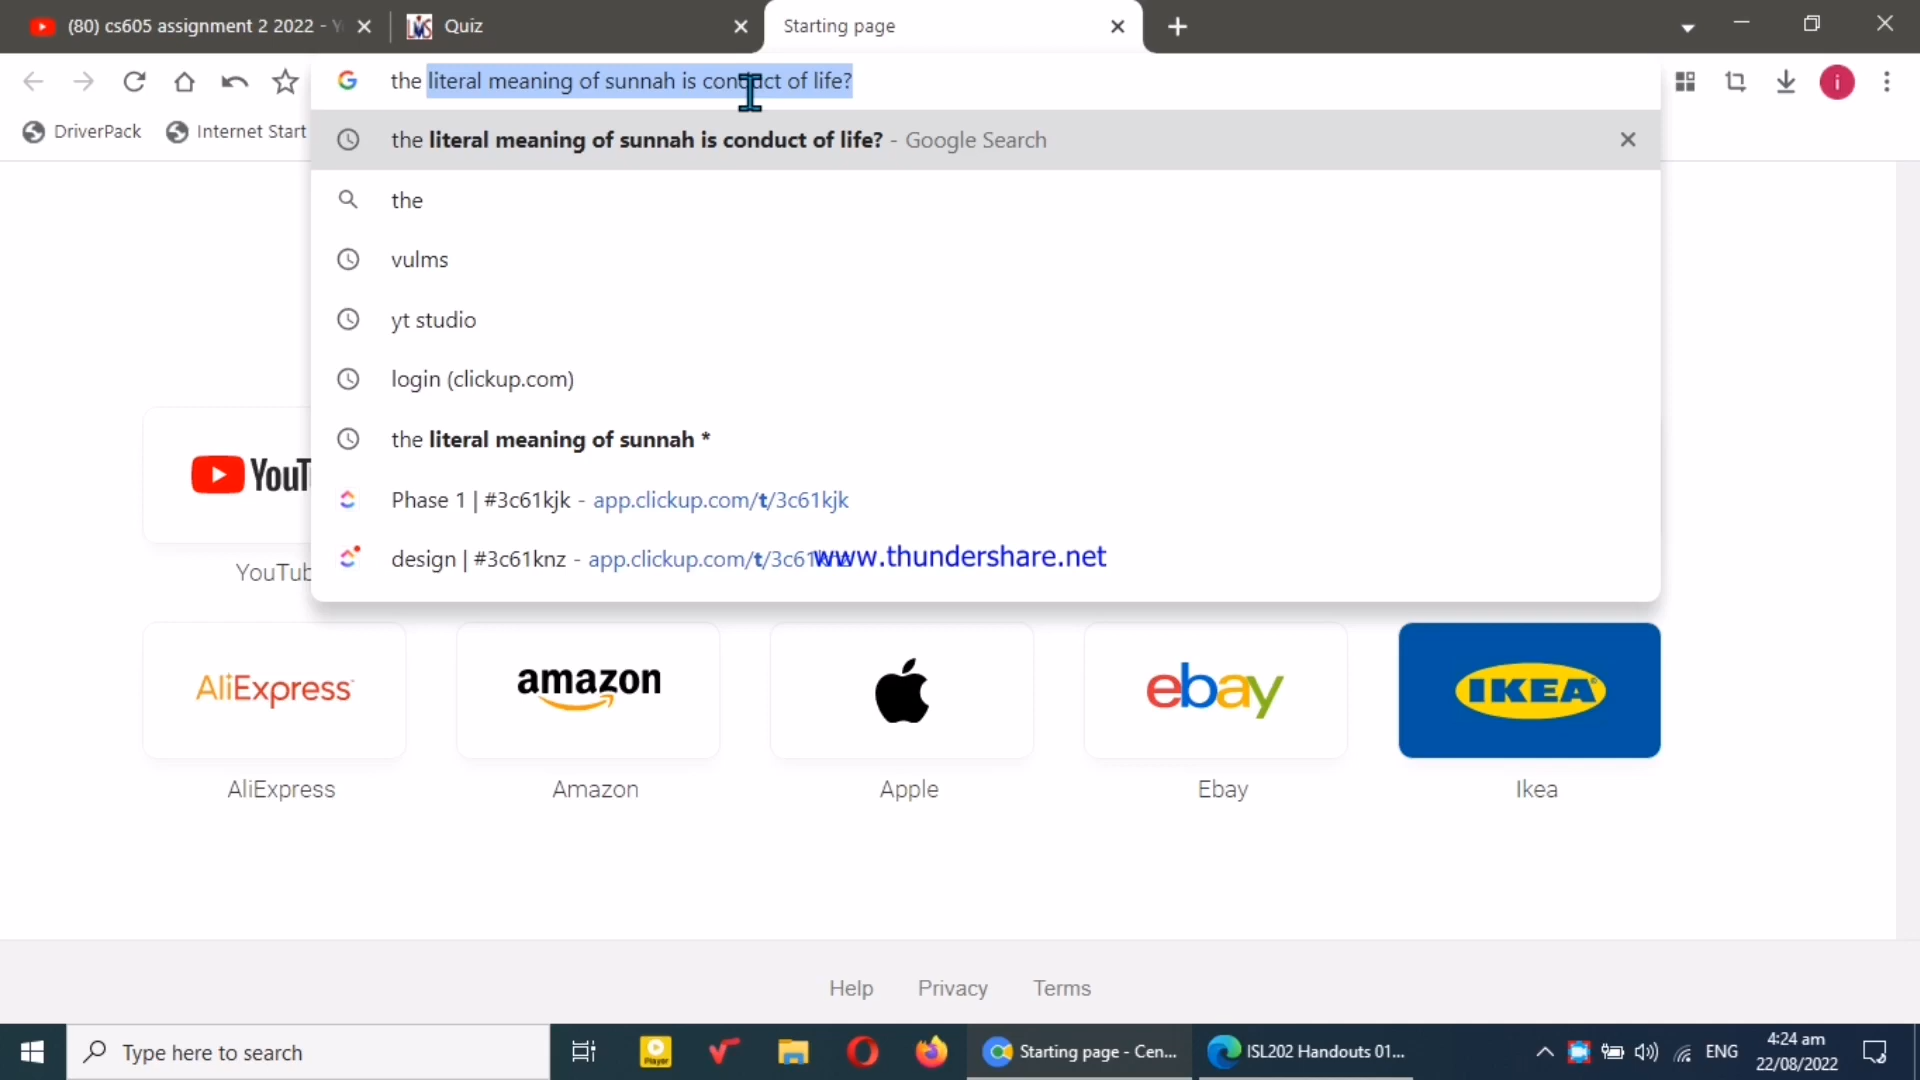 (80) cs605 assignment 2 2022 -
Quiz
Starting page
the literal meaning of sunnah is conduct of life?
i
DriverPack
Internet Start
the literal meaning of sunnah is conduct of life? - Google Search
the
vulms
yt studio
login (clickup.com)
the literal meaning of sunnah *
Phase 1 | #3c61kjk - app.clickup.com/t/3c61kjk
design | #3c61knz - app.clickup.com/t/3c61
www.thundershare.net
YouT
YouTub
AliExpress
amazon
ebay
IKEA
AliExpress
Amazon
Apple
Ebay
Ikea
Help
Privacy
Terms
Type here to search
Player
Starting page - Cen...
ISL202 Handouts 01...
ENG
4:24 am
22/08/2022